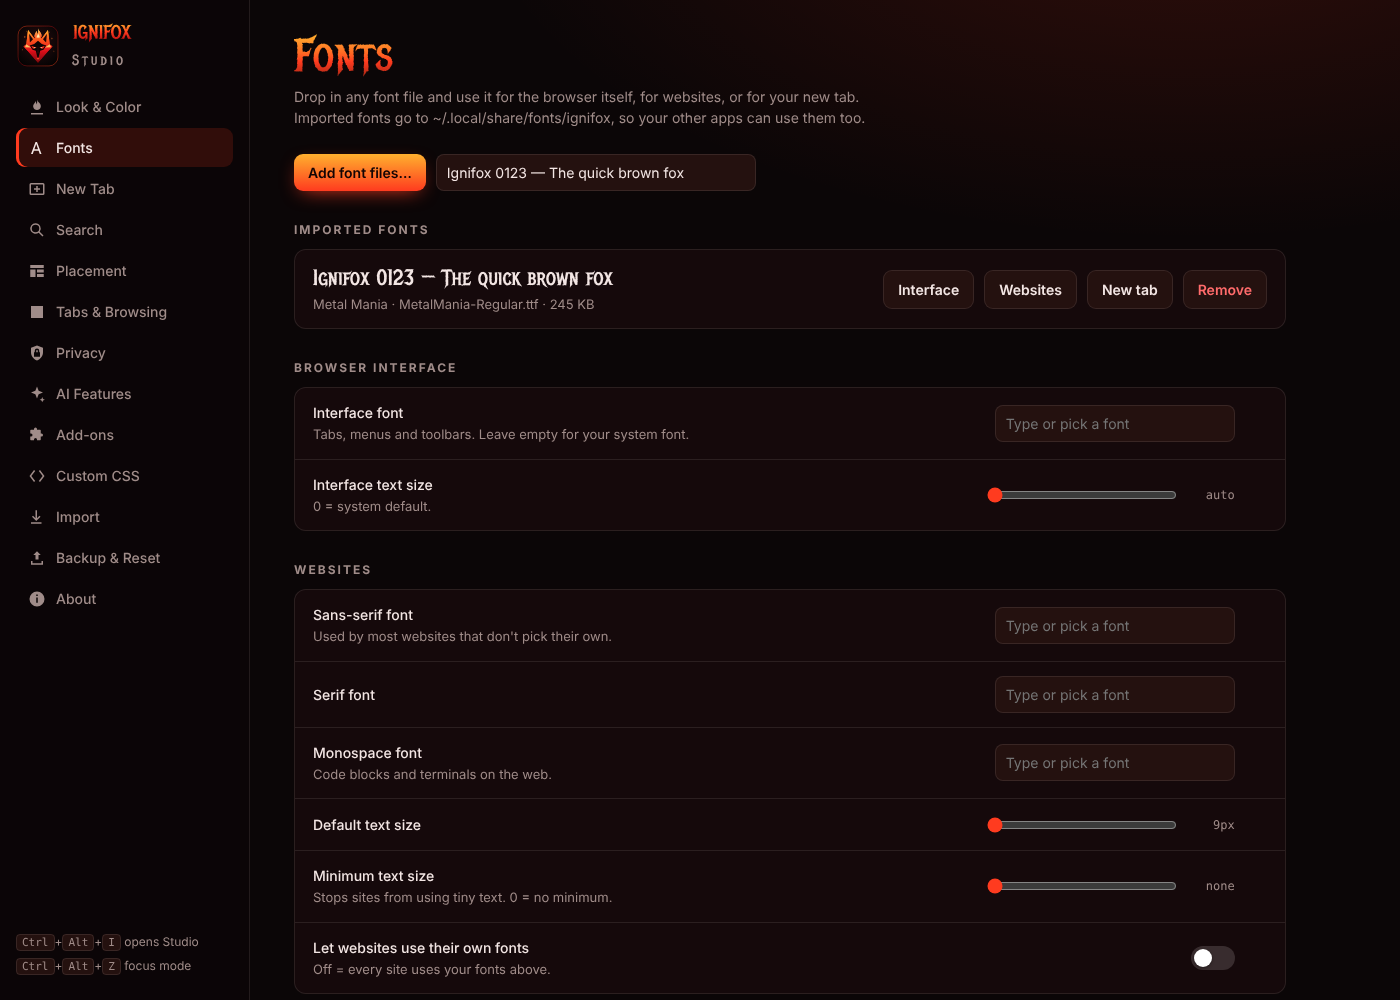 IGNIFOX
STUDIO
Look & Color
Fonts
New Tab
Search
Placement
Tabs & Browsing
Privacy
AI Features
Add-ons
Custom CSS
Import
Backup & Reset
About
Ctrl+Alt+I opens Studio
Ctrl+Alt+Z focus mode
Fonts
Drop in any font file and use it for the browser itself, for websites, or for your new tab.
Imported fonts go to ~/.local/share/fonts/ignifox, so your other apps can use them too.
Add font files… Ignifox 0123 — The quick brown fox
IMPORTED FONTS
Ignifox 0123 — The quick brown fox
Metal Mania · MetalMania-Regular.ttf · 245 KB
Interface Websites New tab Remove
BROWSER INTERFACE
Interface font
Tabs, menus and toolbars. Leave empty for your system font.
Type or pick a font
Interface text size
0 = system default.
auto
WEBSITES
Sans-serif font
Used by most websites that don't pick their own.
Type or pick a font
Serif font
Type or pick a font
Monospace font
Code blocks and terminals on the web.
Type or pick a font
Default text size
9px
Minimum text size
Stops sites from using tiny text. 0 = no minimum.
none
Let websites use their own fonts
Off = every site uses your fonts above.